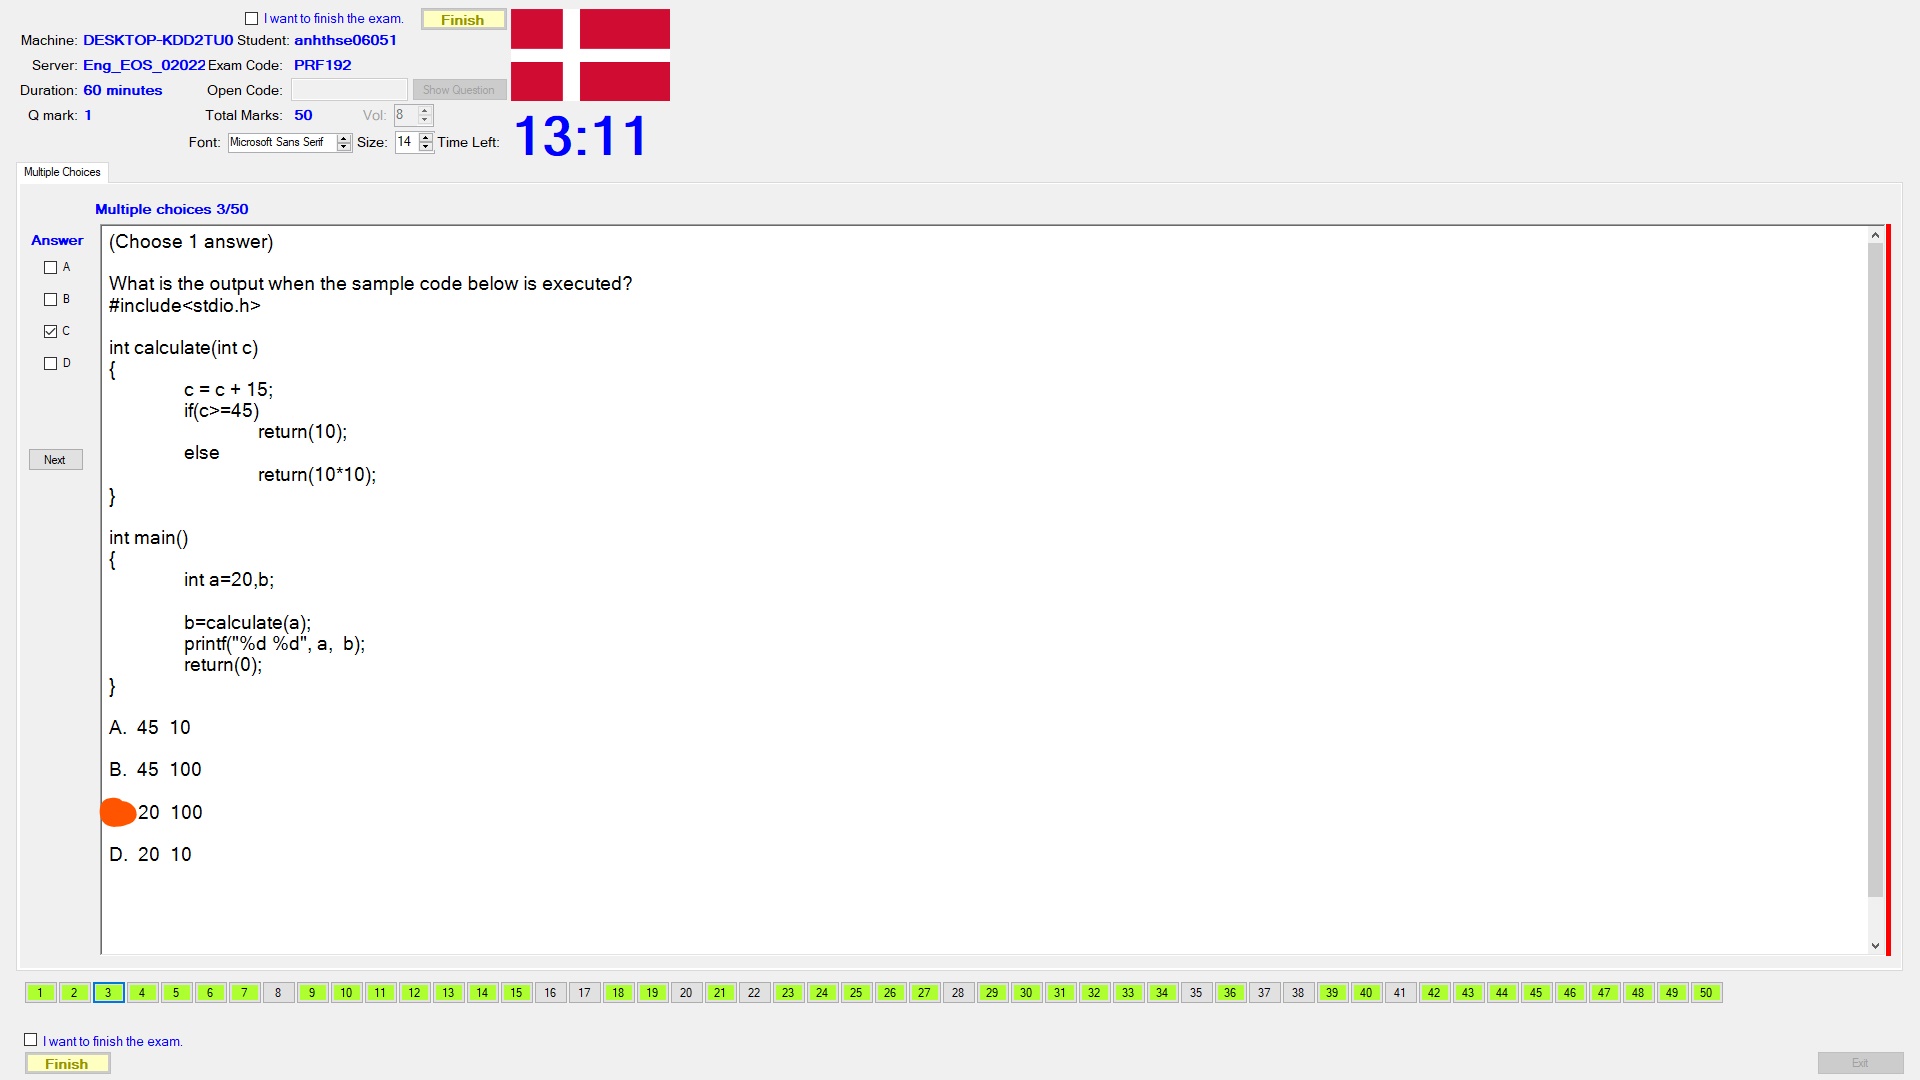 I want to finish the exam.
Finish
Machine: DESKTOP-KDD2TU0 Student: anhthse06051
Server: Eng_EOS_02022 Exam Code: PRF192
Duration: 60 minutes Open Code: Show Question
Q mark: 1 Total Marks: 50 Vol: 8
Font: Microsoft Sans Serif Size: 14 Time Left: 13:11
Multiple Choices
Multiple choices 3/50
Answer
A
B
C
D
Next
(Choose 1 answer)
What is the output when the sample code below is executed?
#include<stdio.h>
int calculate(int c)
{
c = c + 15;
if(c>=45)
return(10);
else
return(10*10);
}
int main()
{
int a=20,b;
b=calculate(a);
printf("%d %d", a,  b);
return(0);
}
A.  45  10
B.  45  100
20  100
D.  20  10
1 2 3 4 5 6 7 8 9 10 11 12 13 14 15 16 17 18 19 20 21 22 23 24 25 26 27 28 29 30 31 32 33 34 35 36 37 38 39 40 41 42 43 44 45 46 47 48 49 50
I want to finish the exam.
Finish
Exit